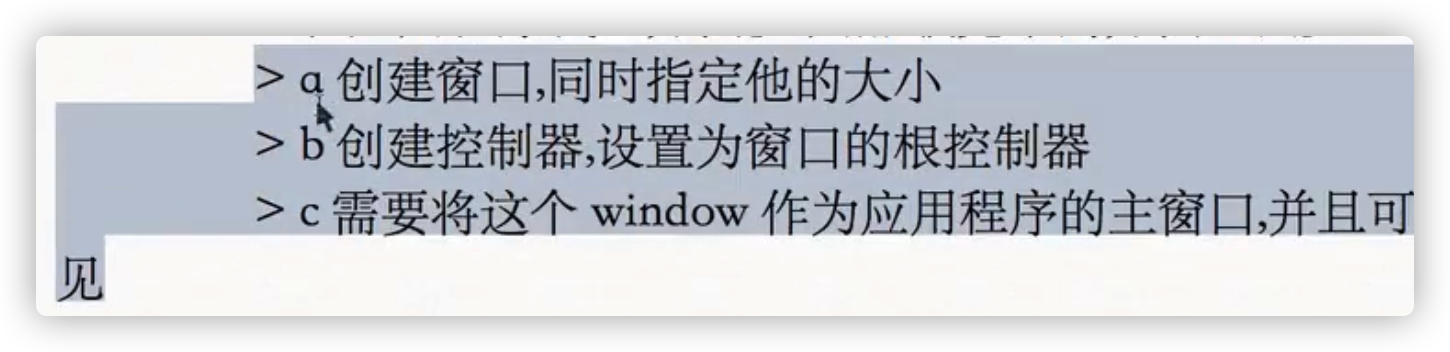 > a 创建窗口,同时指定他的大小
> b 创建控制器,设置为窗口的根控制器
> c 需要将这个 window 作为应用程序的主窗口,并且可
见